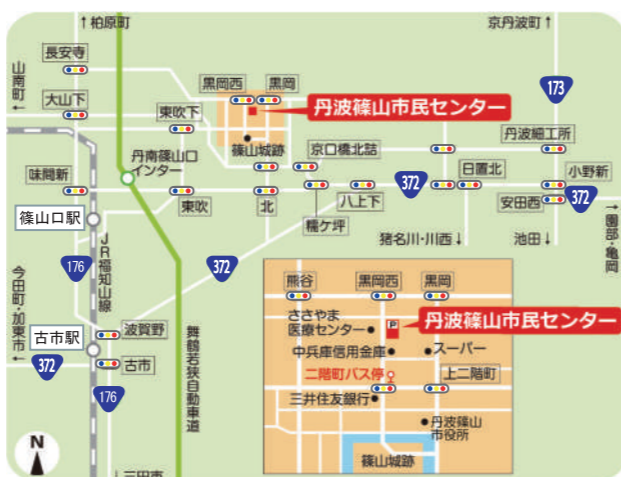 ↑柏原町
京丹波町↑
長安寺
山南町
↓
黒岡西
黒岡
173
大山下
東吹下
丹波篠山市民センター
丹南篠山口
インター
篠山城跡
京口橋北詰
丹波細工所
味間新
東吹
北
糯ケ坪
八上下
372
日置北
小野新
安田西
372
篠山口駅
猪名川・川西↓
池田↓
→園部・亀岡
176
JR福知山線
372
今田町・加東市
↓
372
古市駅
波賀野
古市
176
舞鶴若狭自動車道
N
↓三田市
熊谷
黒岡西
黒岡
ささやま
医療センター
P
丹波篠山市民センター
中兵庫信用金庫
スーパー
二階町バス停
上二階町
三井住友銀行
丹波篠山
市役所
篠山城跡